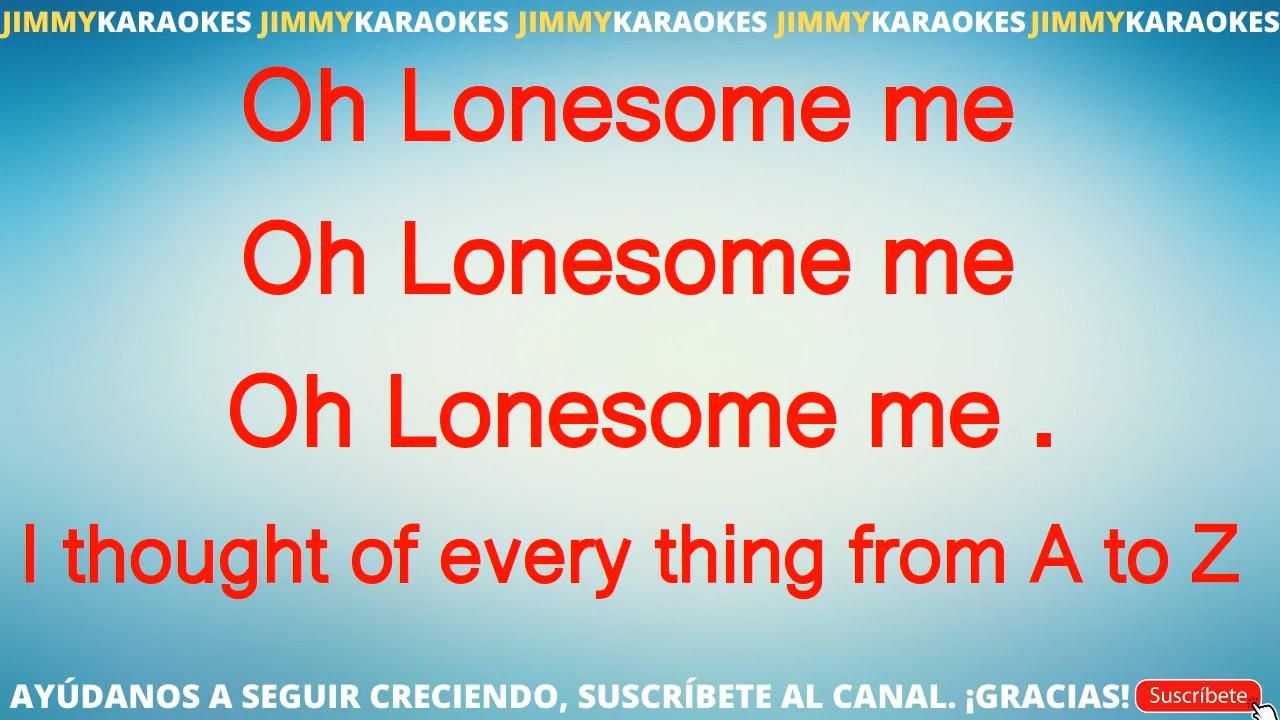 JIMMYKARAOKES JIMMYKARAOKES JIMMYKARAOKES JIMMYKARAOKES JIMMYKARAOKES
Oh Lonesome me
Oh Lonesome me
Oh Lonesome me .
I thought of every thing from A to Z
AYÚDANOS A SEGUIR CRECIENDO, SUSCRÍBETE AL CANAL. ¡GRACIAS! Suscríbete